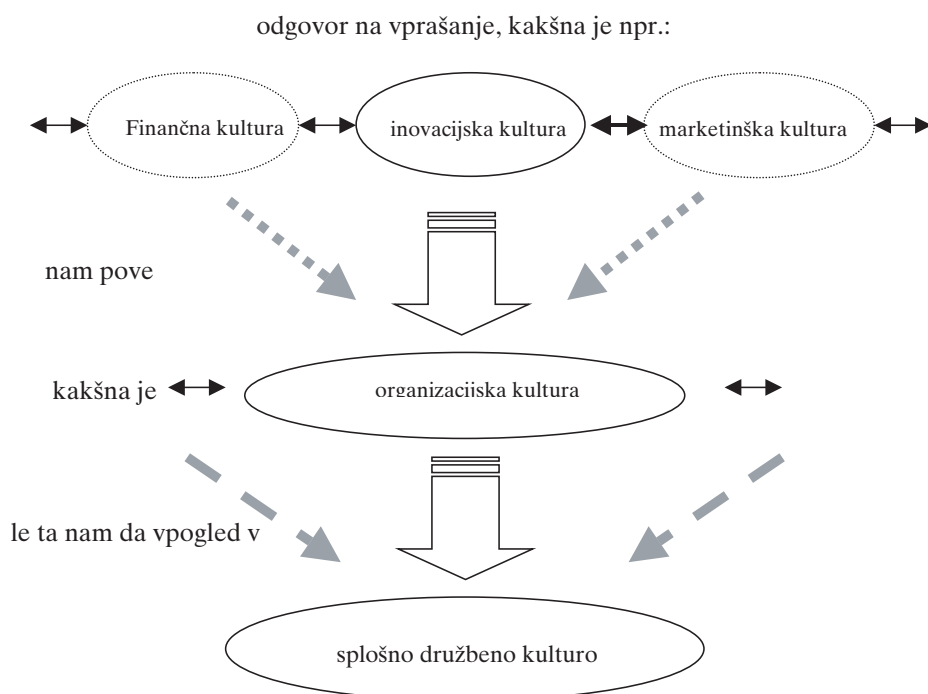 odgovor na vprašanje, kakšna je npr.:
Finančna kultura
inovacijska kultura
marketinška kultura
nam pove
kakšna je
organizacijska kultura
le ta nam da vpogled v
splošno družbeno kulturo